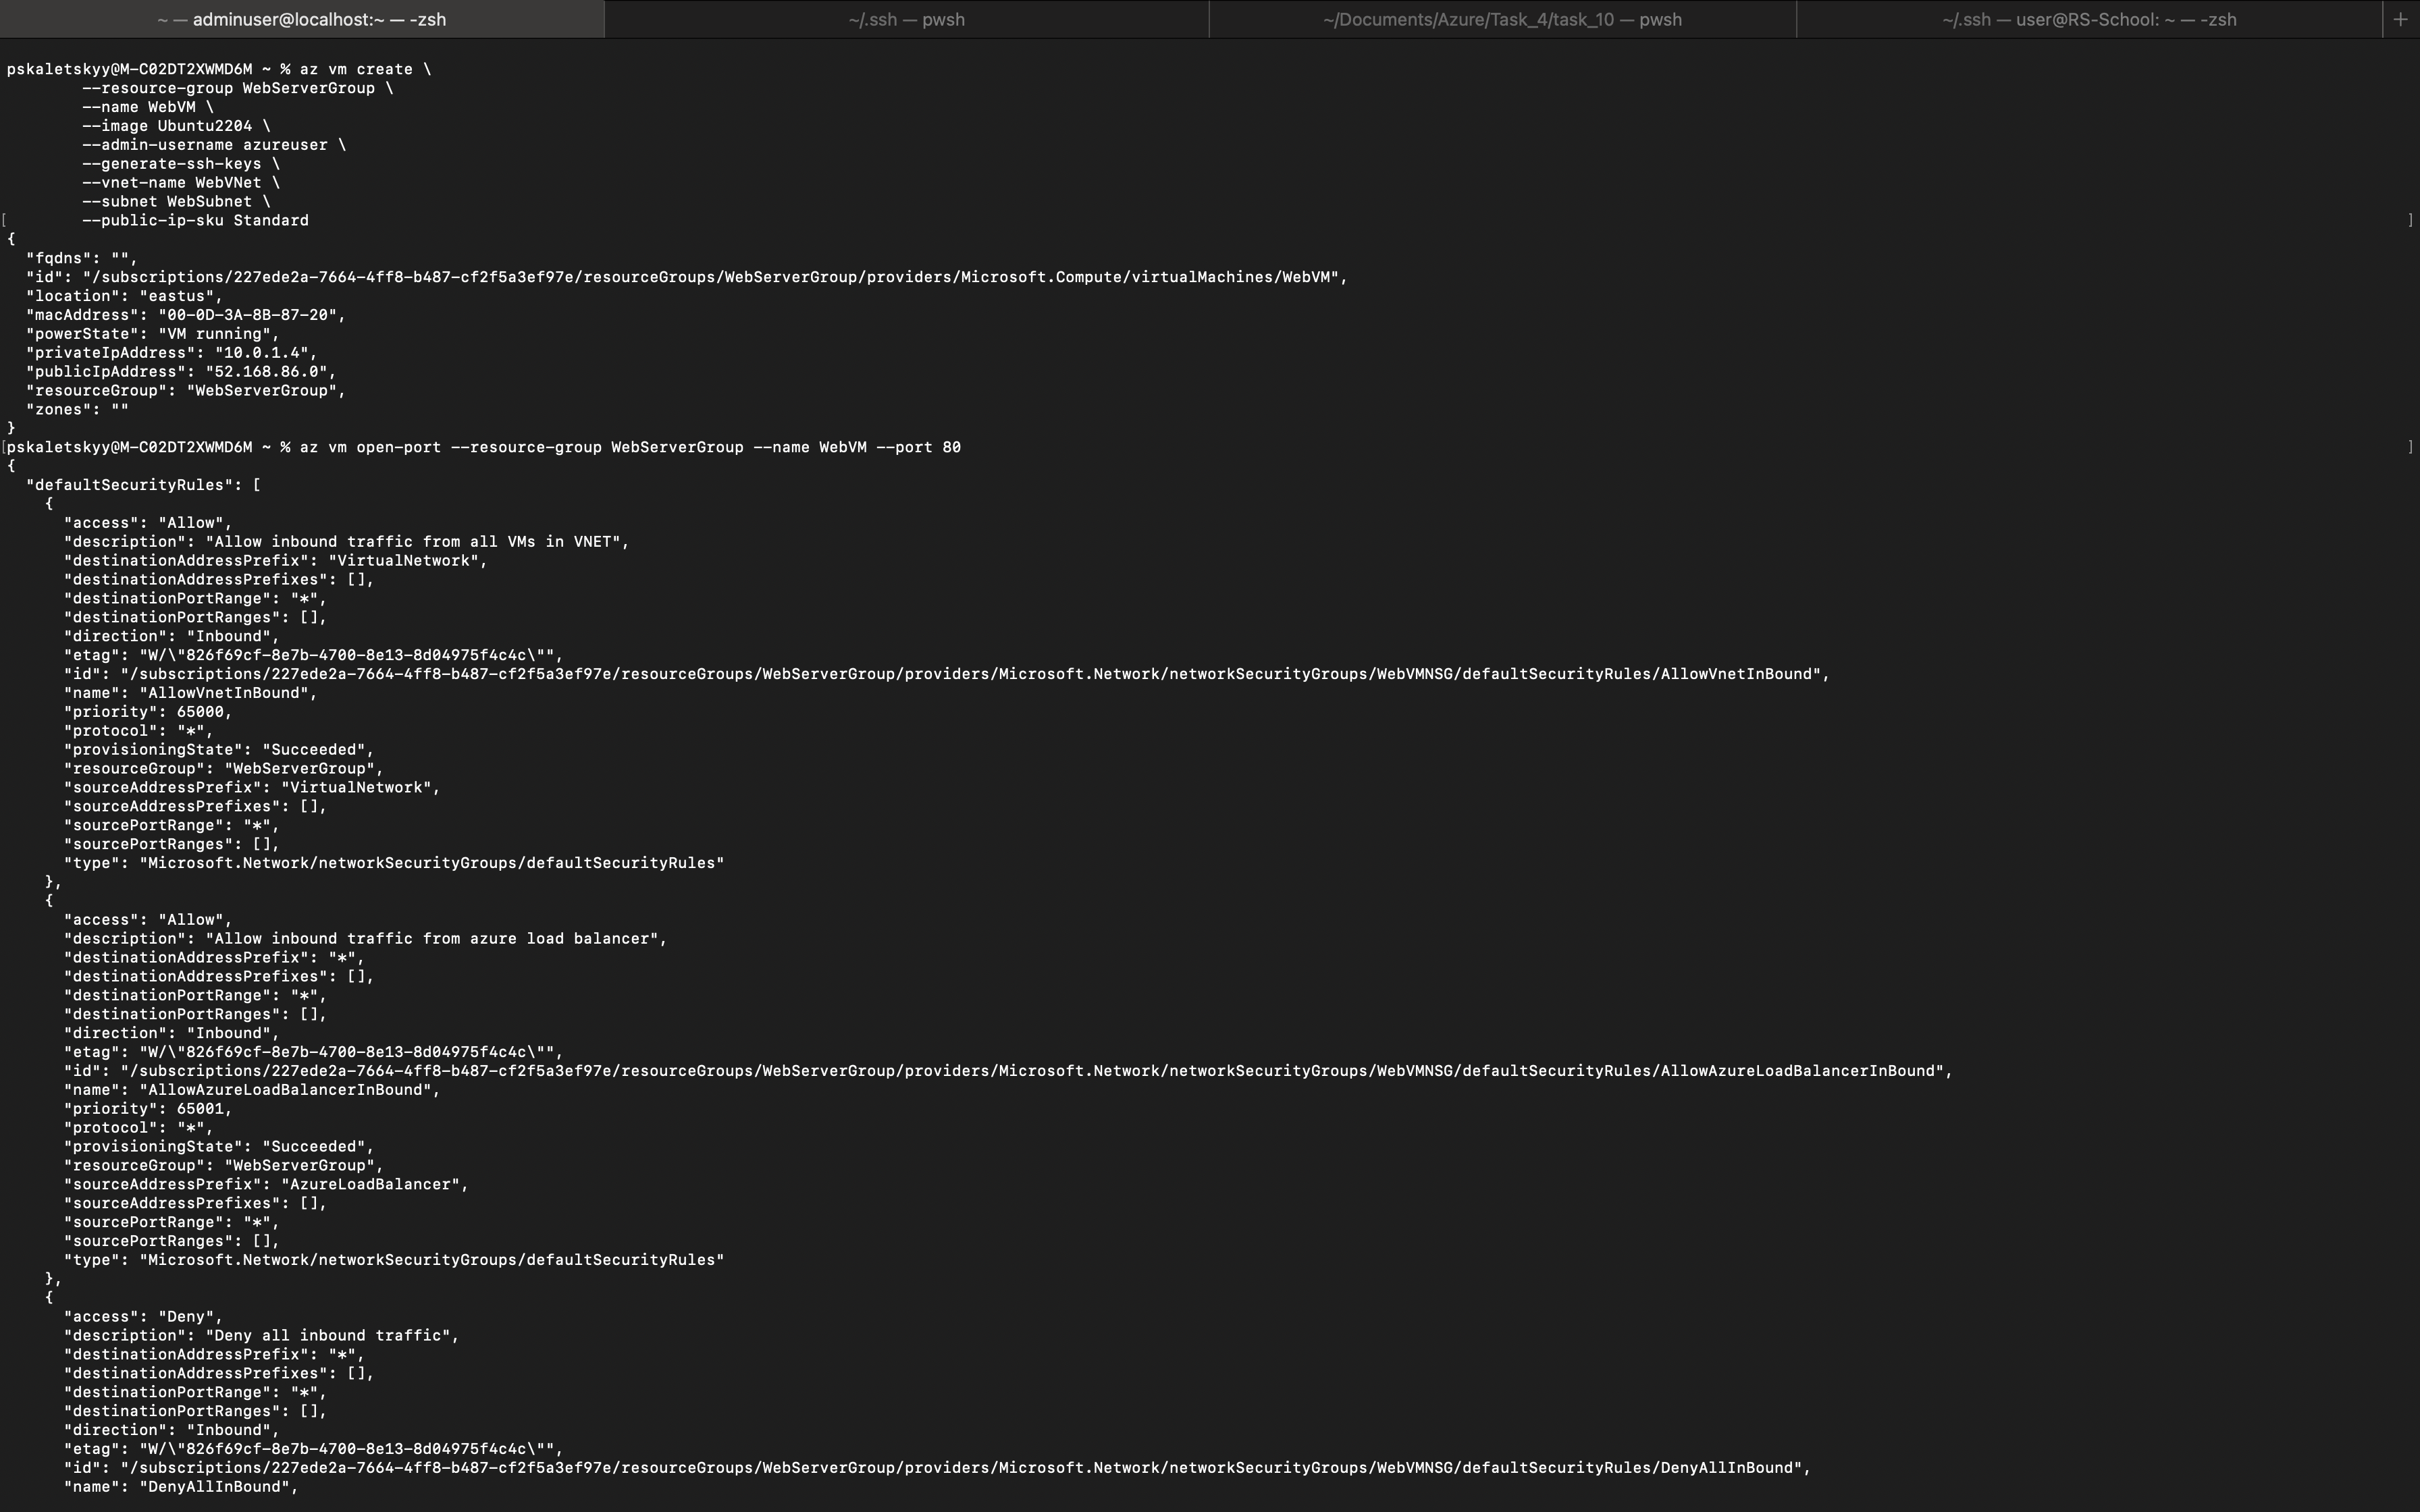 ~ — adminuser@localhost:~ — -zsh
~/.ssh — pwsh
~/Documents/Azure/Task_4/task_10 — pwsh
~/.ssh — user@RS-School: ~ — -zsh
+
pskaletskyy@M-C02DT2XWMD6M ~ % az vm create \
        --resource-group WebServerGroup \
        --name WebVM \
        --image Ubuntu2204 \
        --admin-username azureuser \
        --generate-ssh-keys \
        --vnet-name WebVNet \
        --subnet WebSubnet \
[        --public-ip-sku Standard ]
{
  "fqdns": "",
  "id": "/subscriptions/227ede2a-7664-4ff8-b487-cf2f5a3ef97e/resourceGroups/WebServerGroup/providers/Microsoft.Compute/virtualMachines/WebVM",
  "location": "eastus",
  "macAddress": "00-0D-3A-8B-87-20",
  "powerState": "VM running",
  "privateIpAddress": "10.0.1.4",
  "publicIpAddress": "52.168.86.0",
  "resourceGroup": "WebServerGroup",
  "zones": ""
}
[pskaletskyy@M-C02DT2XWMD6M ~ % az vm open-port --resource-group WebServerGroup --name WebVM --port 80 ]
{
  "defaultSecurityRules": [
    {
      "access": "Allow",
      "description": "Allow inbound traffic from all VMs in VNET",
      "destinationAddressPrefix": "VirtualNetwork",
      "destinationAddressPrefixes": [],
      "destinationPortRange": "*",
      "destinationPortRanges": [],
      "direction": "Inbound",
      "etag": "W/\"826f69cf-8e7b-4700-8e13-8d04975f4c4c\"",
      "id": "/subscriptions/227ede2a-7664-4ff8-b487-cf2f5a3ef97e/resourceGroups/WebServerGroup/providers/Microsoft.Network/networkSecurityGroups/WebVMNSG/defaultSecurityRules/AllowVnetInBound",
      "name": "AllowVnetInBound",
      "priority": 65000,
      "protocol": "*",
      "provisioningState": "Succeeded",
      "resourceGroup": "WebServerGroup",
      "sourceAddressPrefix": "VirtualNetwork",
      "sourceAddressPrefixes": [],
      "sourcePortRange": "*",
      "sourcePortRanges": [],
      "type": "Microsoft.Network/networkSecurityGroups/defaultSecurityRules"
    },
    {
      "access": "Allow",
      "description": "Allow inbound traffic from azure load balancer",
      "destinationAddressPrefix": "*",
      "destinationAddressPrefixes": [],
      "destinationPortRange": "*",
      "destinationPortRanges": [],
      "direction": "Inbound",
      "etag": "W/\"826f69cf-8e7b-4700-8e13-8d04975f4c4c\"",
      "id": "/subscriptions/227ede2a-7664-4ff8-b487-cf2f5a3ef97e/resourceGroups/WebServerGroup/providers/Microsoft.Network/networkSecurityGroups/WebVMNSG/defaultSecurityRules/AllowAzureLoadBalancerInBound",
      "name": "AllowAzureLoadBalancerInBound",
      "priority": 65001,
      "protocol": "*",
      "provisioningState": "Succeeded",
      "resourceGroup": "WebServerGroup",
      "sourceAddressPrefix": "AzureLoadBalancer",
      "sourceAddressPrefixes": [],
      "sourcePortRange": "*",
      "sourcePortRanges": [],
      "type": "Microsoft.Network/networkSecurityGroups/defaultSecurityRules"
    },
    {
      "access": "Deny",
      "description": "Deny all inbound traffic",
      "destinationAddressPrefix": "*",
      "destinationAddressPrefixes": [],
      "destinationPortRange": "*",
      "destinationPortRanges": [],
      "direction": "Inbound",
      "etag": "W/\"826f69cf-8e7b-4700-8e13-8d04975f4c4c\"",
      "id": "/subscriptions/227ede2a-7664-4ff8-b487-cf2f5a3ef97e/resourceGroups/WebServerGroup/providers/Microsoft.Network/networkSecurityGroups/WebVMNSG/defaultSecurityRules/DenyAllInBound",
      "name": "DenyAllInBound",